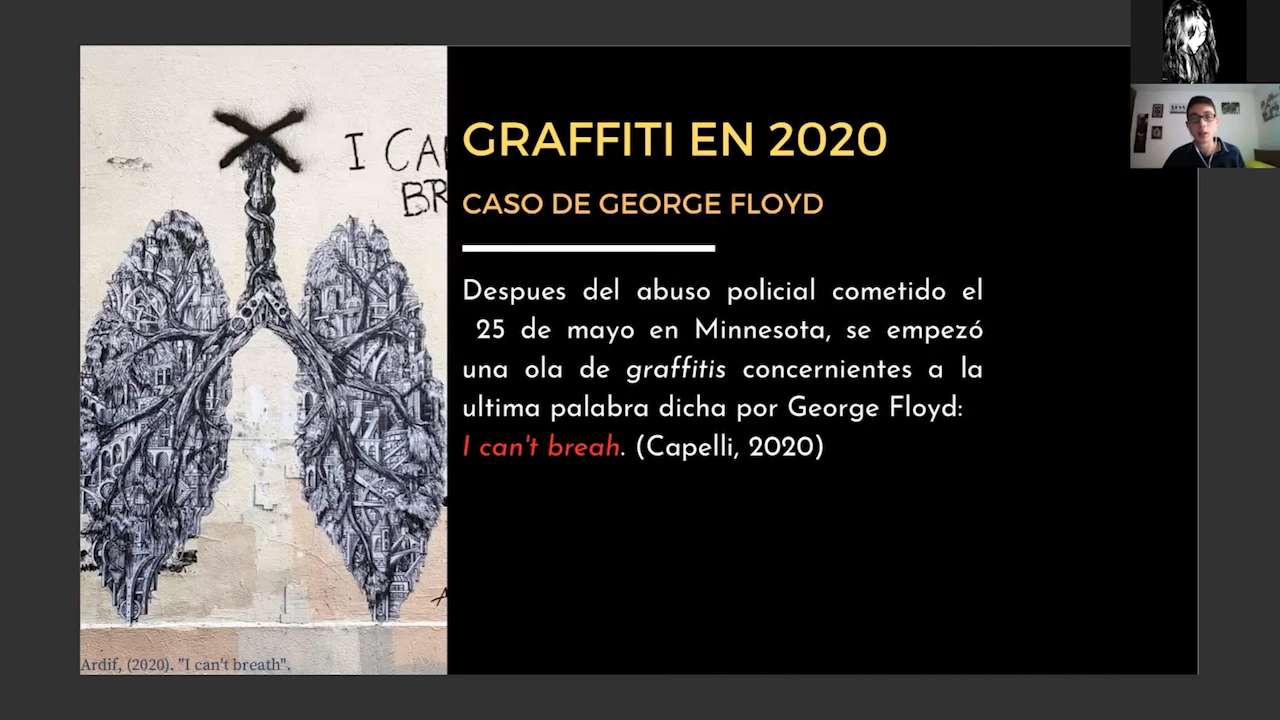 I CA
BR
GRAFFITI EN 2020
CASO DE GEORGE FLOYD
Despues del abuso policial cometido el
25 de mayo en Minnesota, se empezó
una ola de graffitis concernientes a la
ultima palabra dicha por George Floyd:
I can't breah. (Capelli, 2020)
Ardif, (2020). "I can't breath".